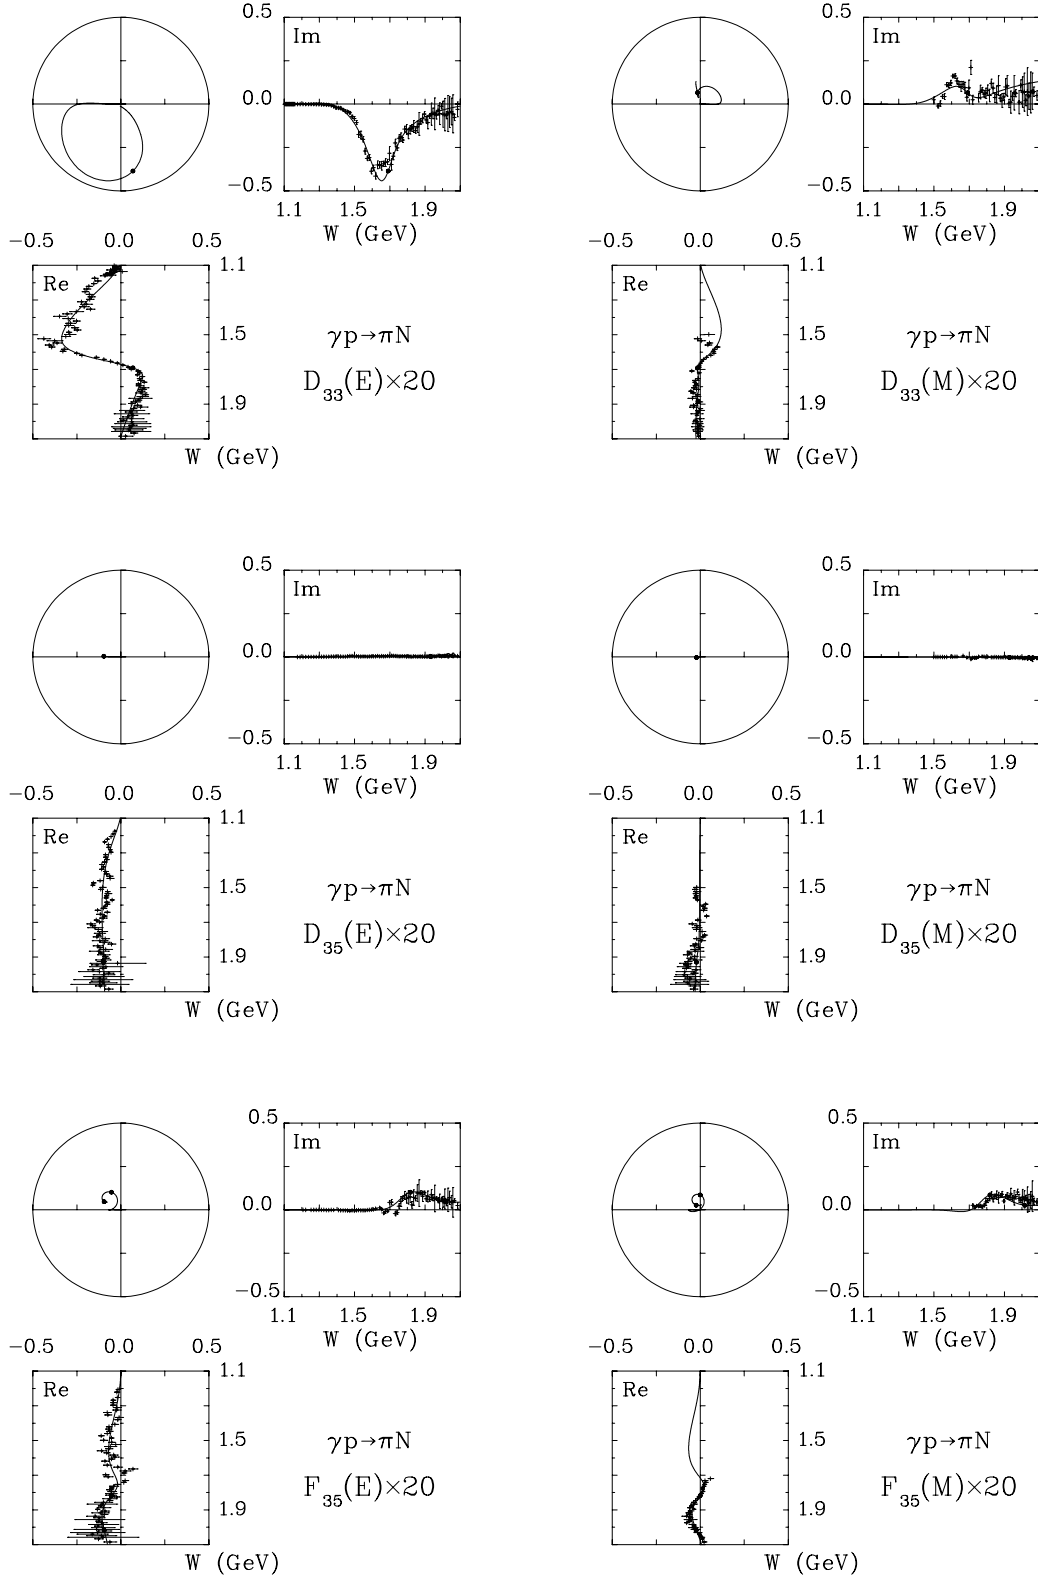 0.5 0.5
Im Im
0.0 0.0
−0.5 −0.5
1.1 1.5 1.9 1.1 1.5 1.9
W (GeV) W (GeV)
−0.5 0.0 0.5 −0.5 0.0 0.5
Re 1.1 Re 1.1
1.5 γp→πN 1.5 γp→πN
D₃₃(E)×20 D₃₃(M)×20
1.9 1.9
W (GeV) W (GeV)
0.5 0.5
Im Im
0.0 0.0
−0.5 −0.5
1.1 1.5 1.9 1.1 1.5 1.9
W (GeV) W (GeV)
−0.5 0.0 0.5 −0.5 0.0 0.5
Re 1.1 Re 1.1
1.5 γp→πN 1.5 γp→πN
D₃₅(E)×20 D₃₅(M)×20
1.9 1.9
W (GeV) W (GeV)
0.5 0.5
Im Im
0.0 0.0
−0.5 −0.5
1.1 1.5 1.9 1.1 1.5 1.9
W (GeV) W (GeV)
−0.5 0.0 0.5 −0.5 0.0 0.5
Re 1.1 Re 1.1
1.5 γp→πN 1.5 γp→πN
F₃₅(E)×20 F₃₅(M)×20
1.9 1.9
W (GeV) W (GeV)